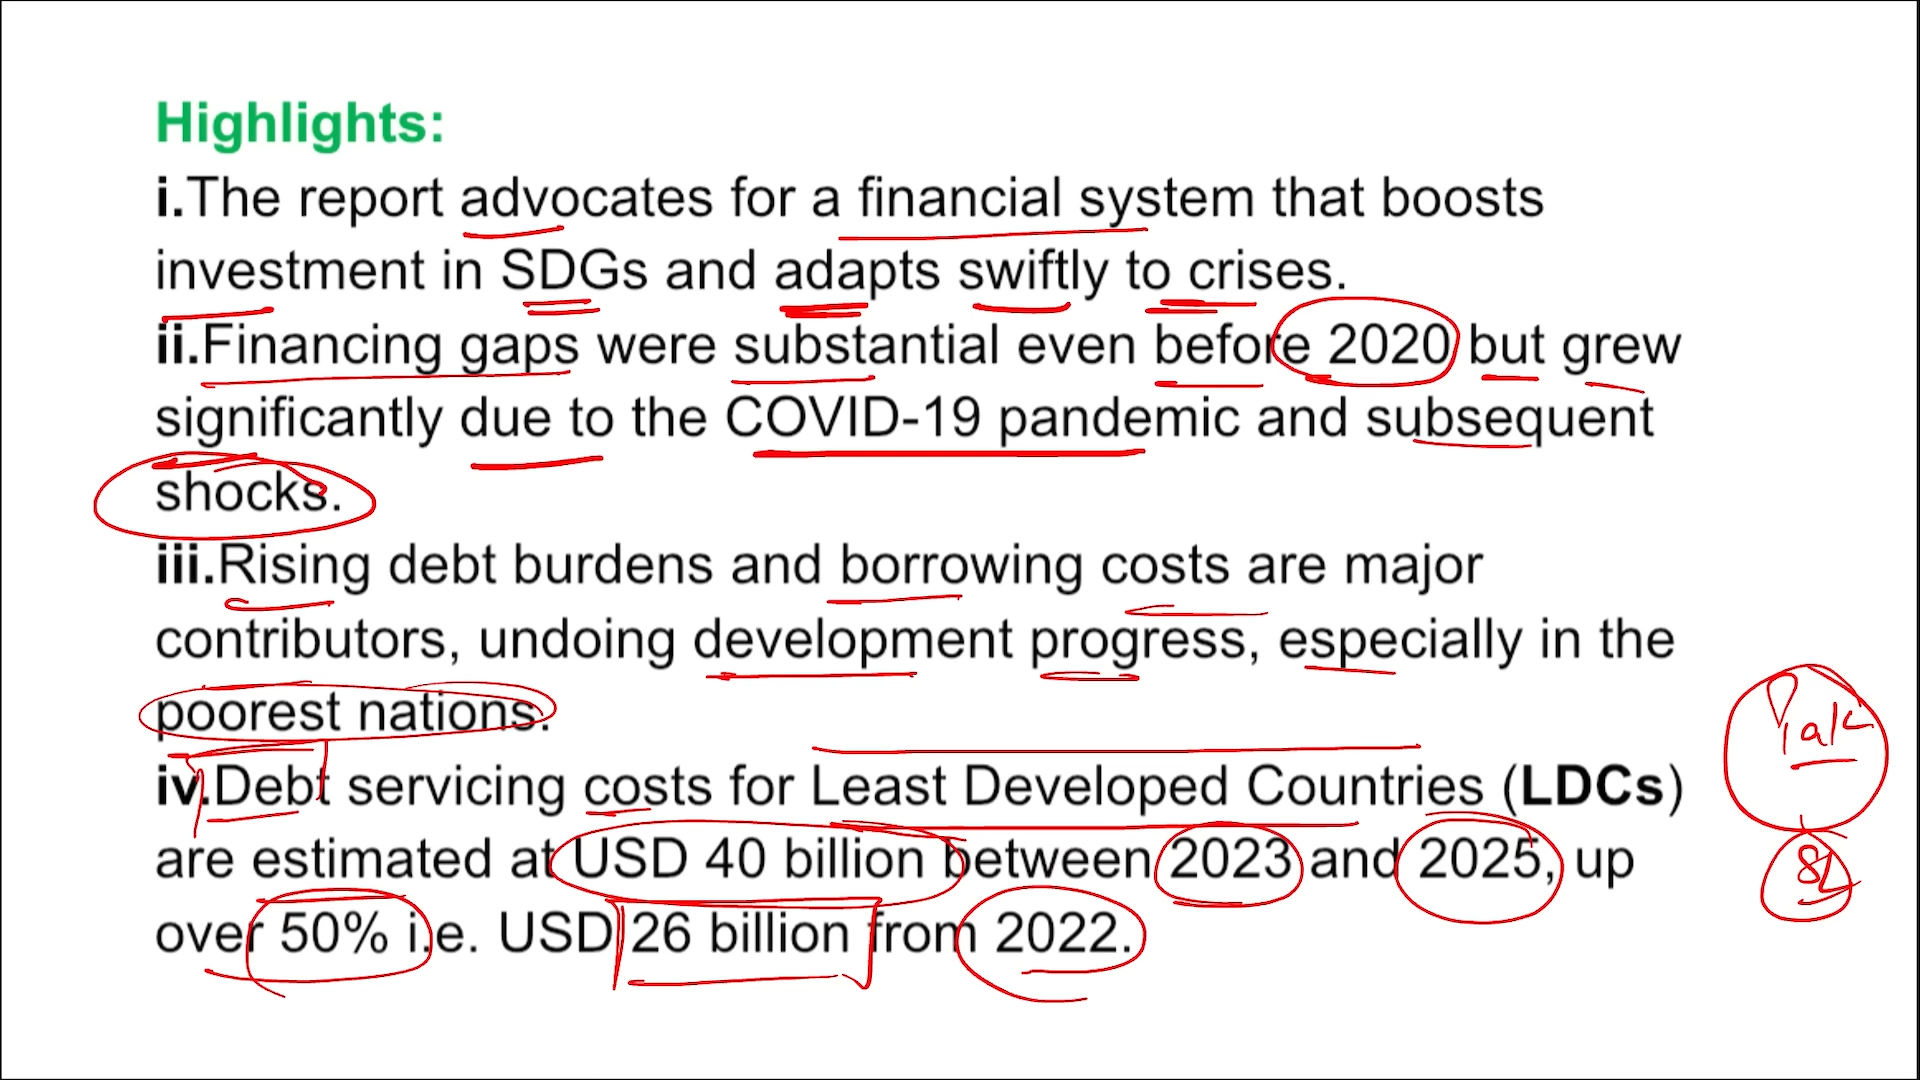 Highlights:
i.The report advocates for a financial system that boosts
investment in SDGs and adapts swiftly to crises.
ii.Financing gaps were substantial even before 2020 but grew
significantly due to the COVID-19 pandemic and subsequent
shocks.
iii.Rising debt burdens and borrowing costs are major
contributors, undoing development progress, especially in the
poorest nations.
iv.Debt servicing costs for Least Developed Countries (LDCs)
are estimated at USD 40 billion between 2023 and 2025, up
over 50% i.e. USD 26 billion from 2022.
Pak
SL